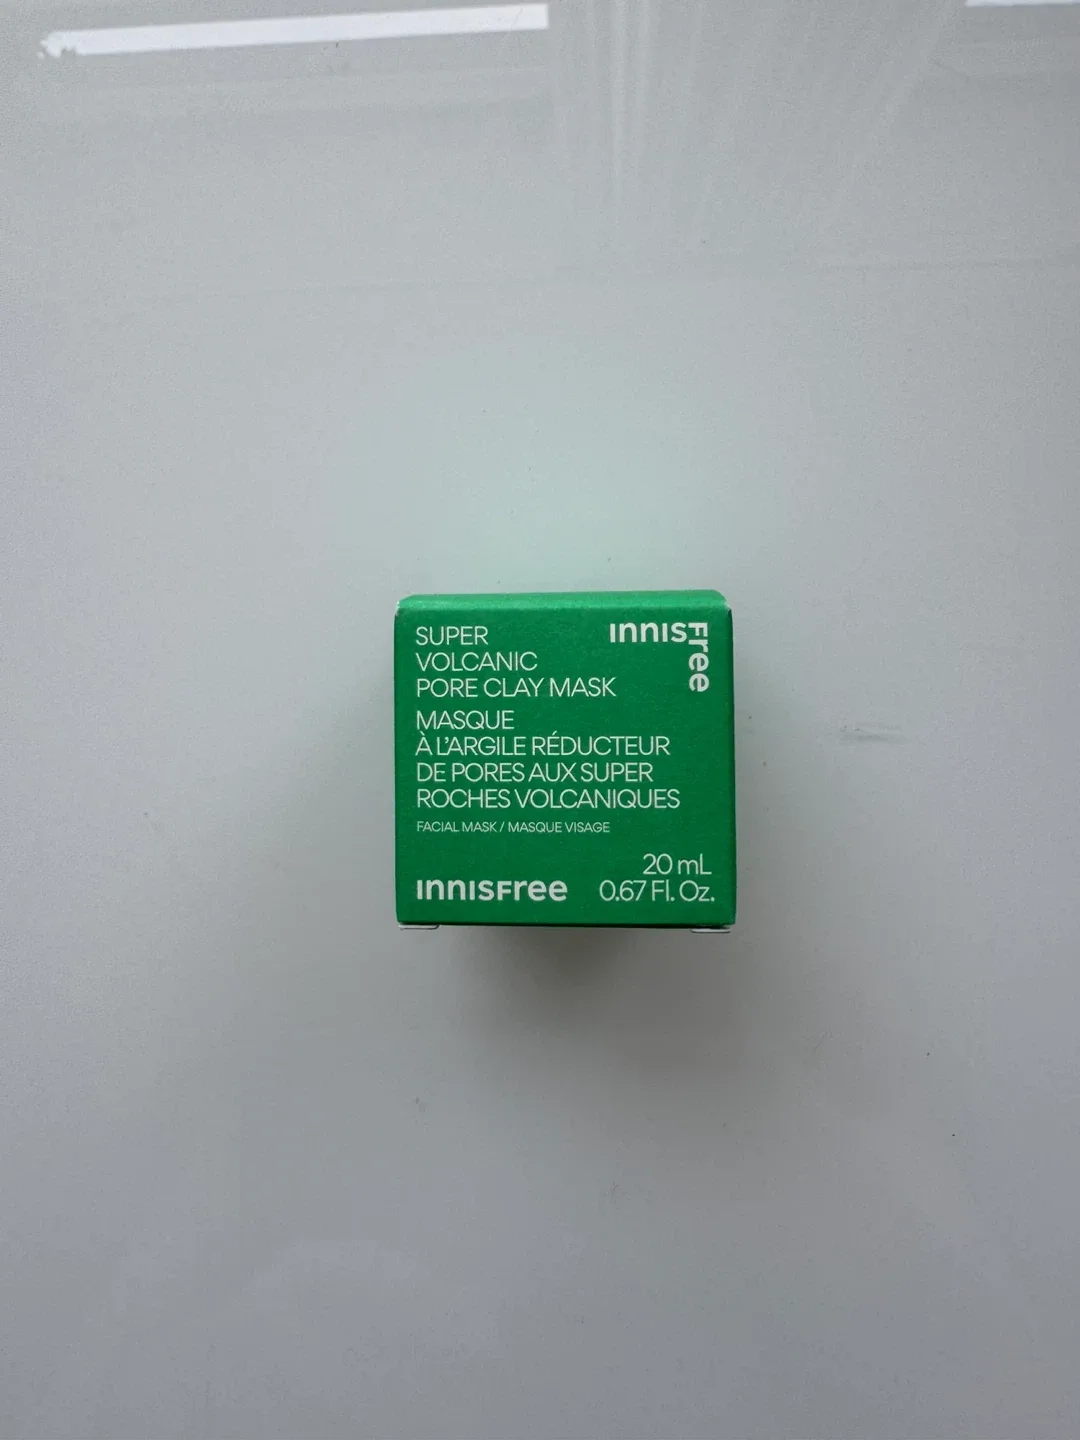 SUPER
VOLCANIC
PORE CLAY MASK
InnisFree
MASQUE
À L'ARGILE RÉDUCTEUR
DE PORES AUX SUPER
ROCHES VOLCANIQUES
FACIAL MASK / MASQUE VISAGE
InnisFree
20 mL
0.67 Fl. Oz.